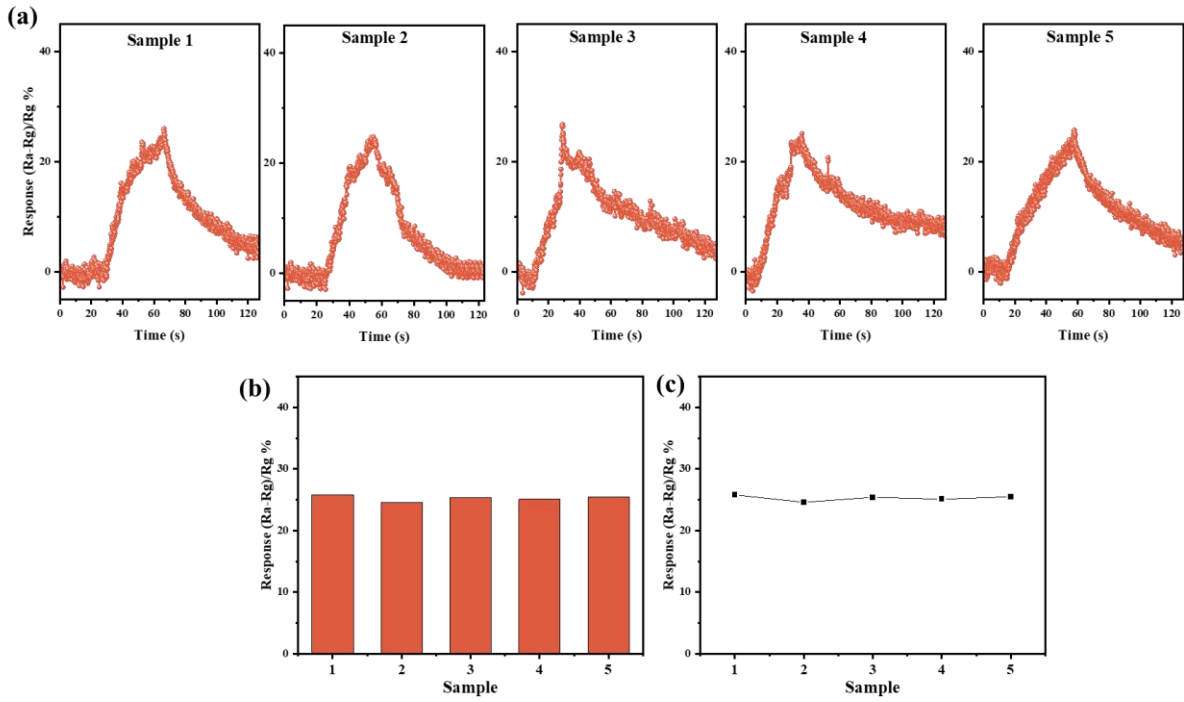 (a)
Sample 1
Sample 2
Sample 3
Sample 4
Sample 5
Response (Ra-Rg)/Rg %
40
20
0
0 20 40 60 80 100 120
Time (s)
40
20
0
0 20 40 60 80 100 120
Time (s)
40
20
0
0 20 40 60 80 100 120
Time (s)
40
20
0
0 20 40 60 80 100 120
Time (s)
40
20
0
0 20 40 60 80 100 120
Time (s)
(b)
Response (Ra-Rg)/Rg %
40
30
20
10
0
1 2 3 4 5
Sample
(c)
Response (Ra-Rg)/Rg %
40
30
20
10
0
1 2 3 4 5
Sample